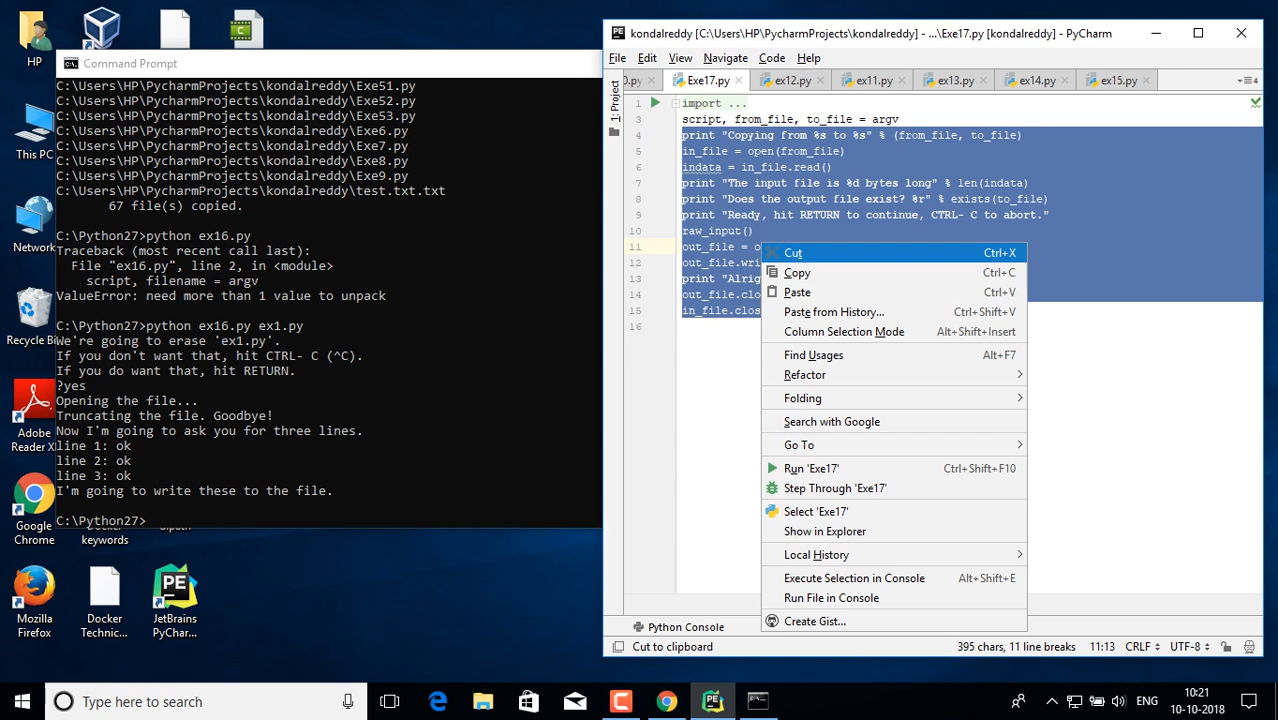 HP
This PC
Network
Recycle Bi
Adobe
Reader X
Google
Chrome
keywords
Mozilla
Firefox
Docker
Technic...
JetBrains
PyChar...
Command Prompt
C:\Users\HP\PycharmProjects\kondalreddy\Exe51.py
C:\Users\HP\PycharmProjects\kondalreddy\Exe52.py
C:\Users\HP\PycharmProjects\kondalreddy\Exe53.py
C:\Users\HP\PycharmProjects\kondalreddy\Exe6.py
C:\Users\HP\PycharmProjects\kondalreddy\Exe7.py
C:\Users\HP\PycharmProjects\kondalreddy\Exe8.py
C:\Users\HP\PycharmProjects\kondalreddy\Exe9.py
C:\Users\HP\PycharmProjects\kondalreddy\test.txt.txt
67 file(s) copied.
C:\Python27>python ex16.py
Traceback (most recent call last):
File "ex16.py", line 2, in <module>
script, filename = argv
ValueError: need more than 1 value to unpack
C:\Python27>python ex16.py ex1.py
We're going to erase 'ex1.py'.
If you don't want that, hit CTRL- C (^C).
If you do want that, hit RETURN.
?yes
Opening the file...
Truncating the file. Goodbye!
Now I'm going to ask you for three lines.
line 1: ok
line 2: ok
line 3: ok
I'm going to write these to the file.
C:\Python27>
kondalreddy [C:\Users\HP\PycharmProjects\kondalreddy] - ...\Exe17.py [kondalreddy] - PyCharm
File Edit View Navigate Code Help
0.py Exe17.py ex12.py ex11.py ex13.py ex14.py ex15.py 4
1: Project
1 import ...
3 script, from_file, to_file = argv
4 print "Copying from %s to %s" % (from_file, to_file)
5 in_file = open(from_file)
6 indata = in_file.read()
7 print "The input file is %d bytes long" % len(indata)
8 print "Does the output file exist? %r" % exists(to_file)
9 print "Ready, hit RETURN to continue, CTRL- C to abort."
10 raw_input()
11 out_file = o
12 out_file.wri
13 print "Alrig
14 out_file.clo
15 in_file.clos
16
Cut Ctrl+X
Copy Ctrl+C
Paste Ctrl+V
Paste from History... Ctrl+Shift+V
Column Selection Mode Alt+Shift+Insert
Find Usages Alt+F7
Refactor
Folding
Search with Google
Go To
Run 'Exe17' Ctrl+Shift+F10
Step Through 'Exe17'
Select 'Exe17'
Show in Explorer
Local History
Execute Selection in Console Alt+Shift+E
Run File in Console
Create Gist...
Python Console
Cut to clipboard 395 chars, 11 line breaks 11:13 CRLF UTF-8
Type here to search
ENG
10:21
10-10-2018